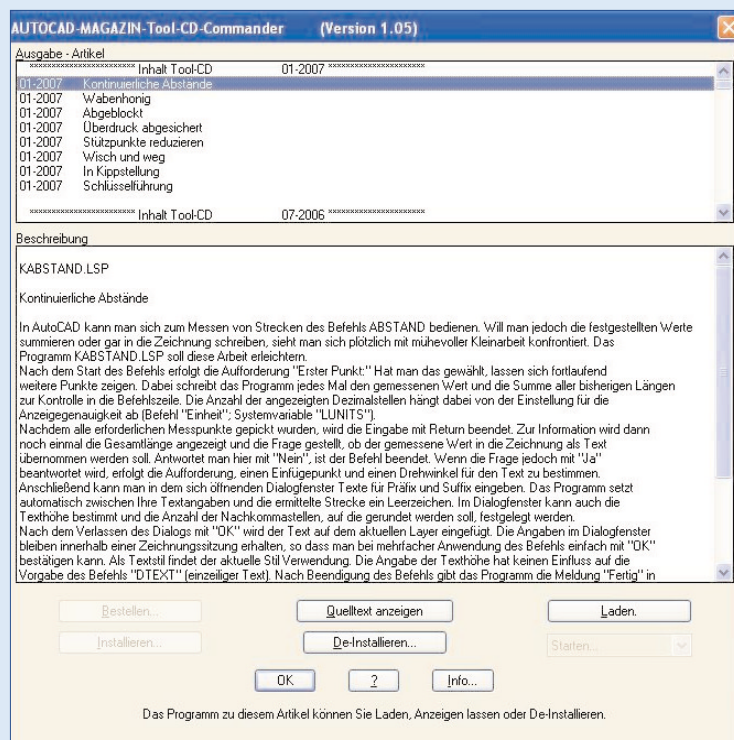 AUTOCAD-MAGAZIN-Tool-CD-Commander (Version 1.05)
Ausgabe - Artikel
************************ Inhalt Tool-CD 01-2007 **********************
01-2007 Kontinuierliche Abstände
01-2007 Wabenhonig
01-2007 Abgeblockt
01-2007 Überdruck abgesichert
01-2007 Stützpunkte reduzieren
01-2007 Wisch und weg
01-2007 In Kippstellung
01-2007 Schlüsselführung
************************ Inhalt Tool-CD 07-2006 **********************
Beschreibung
KABSTAND.LSP
Kontinuierliche Abstände
In AutoCAD kann man sich zum Messen von Strecken des Befehls ABSTAND bedienen. Will man jedoch die festgestellten Werte
summieren oder gar in die Zeichnung schreiben, sieht man sich plötzlich mit mühevoller Kleinarbeit konfrontiert. Das
Programm KABSTAND.LSP soll diese Arbeit erleichtern.
Nach dem Start des Befehls erfolgt die Aufforderung "Erster Punkt:" Hat man das gewählt, lassen sich fortlaufend
weitere Punkte zeigen. Dabei schreibt das Programm jedes Mal den gemessenen Wert und die Summe aller bisherigen Längen
zur Kontrolle in die Befehlszeile. Die Anzahl der angezeigten Dezimalstellen hängt dabei von der Einstellung für die
Anzeigegenauigkeit ab (Befehl "Einheit"; Systemvariable "LUNITS").
Nachdem alle erforderlichen Messpunkte gepickt wurden, wird die Eingabe mit Return beendet. Zur Information wird dann
noch einmal die Gesamtlänge angezeigt und die Frage gestellt, ob der gemessene Wert in die Zeichnung als Text
übernommen werden soll. Antwortet man hier mit "Nein", ist der Befehl beendet. Wenn die Frage jedoch mit "Ja"
beantwortet wird, erfolgt die Aufforderung, einen Einfügepunkt und einen Drehwinkel für den Text zu bestimmen.
Anschließend kann man in dem sich öffnenden Dialogfenster Texte für Präfix und Suffix eingeben. Das Programm setzt
automatisch zwischen Ihre Textangaben und die ermittelte Strecke ein Leerzeichen. Im Dialogfenster kann auch die
Texthöhe bestimmt und die Anzahl der Nachkommastellen, auf die gerundet werden soll, festgelegt werden.
Nach dem Verlassen des Dialogs mit "OK" wird der Text auf dem aktuellen Layer eingefügt. Die Angaben im Dialogfenster
bleiben innerhalb einer Zeichnungssitzung erhalten, so dass man bei mehrfacher Anwendung des Befehls einfach mit "OK"
bestätigen kann. Als Textstil findet der aktuelle Stil Verwendung. Die Angabe der Texthöhe hat keinen Einfluss auf die
Vorgabe des Befehls "DTEXT" (einzeiliger Text). Nach Beendigung des Befehls gibt das Programm die Meldung "Fertig" in
Bestellen... Quelltext anzeigen Laden.
Installieren... De-Installieren... Starten...
OK ? Info...
Das Programm zu diesem Artikel können Sie Laden, Anzeigen lassen oder De-Installieren.